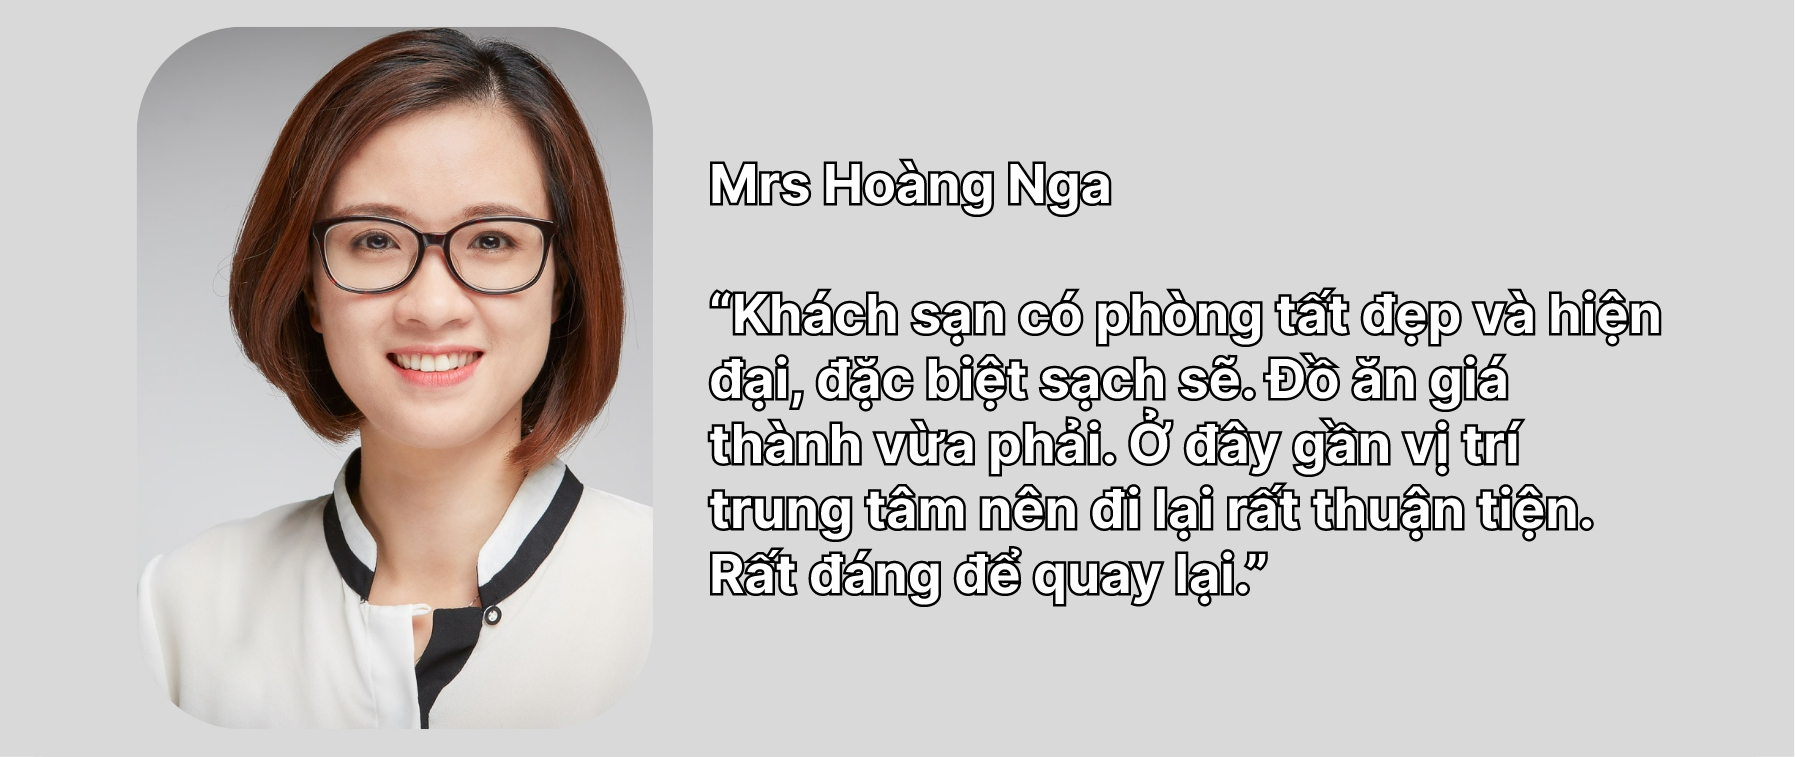 Mrs Hoàng Nga
“Khách sạn có phòng tất đẹp và hiện
đại, đặc biệt sạch sẽ. Đồ ăn giá
thành vừa phải. Ở đây gần vị trí
trung tâm nên đi lại rất thuận tiện.
Rất đáng để quay lại.”